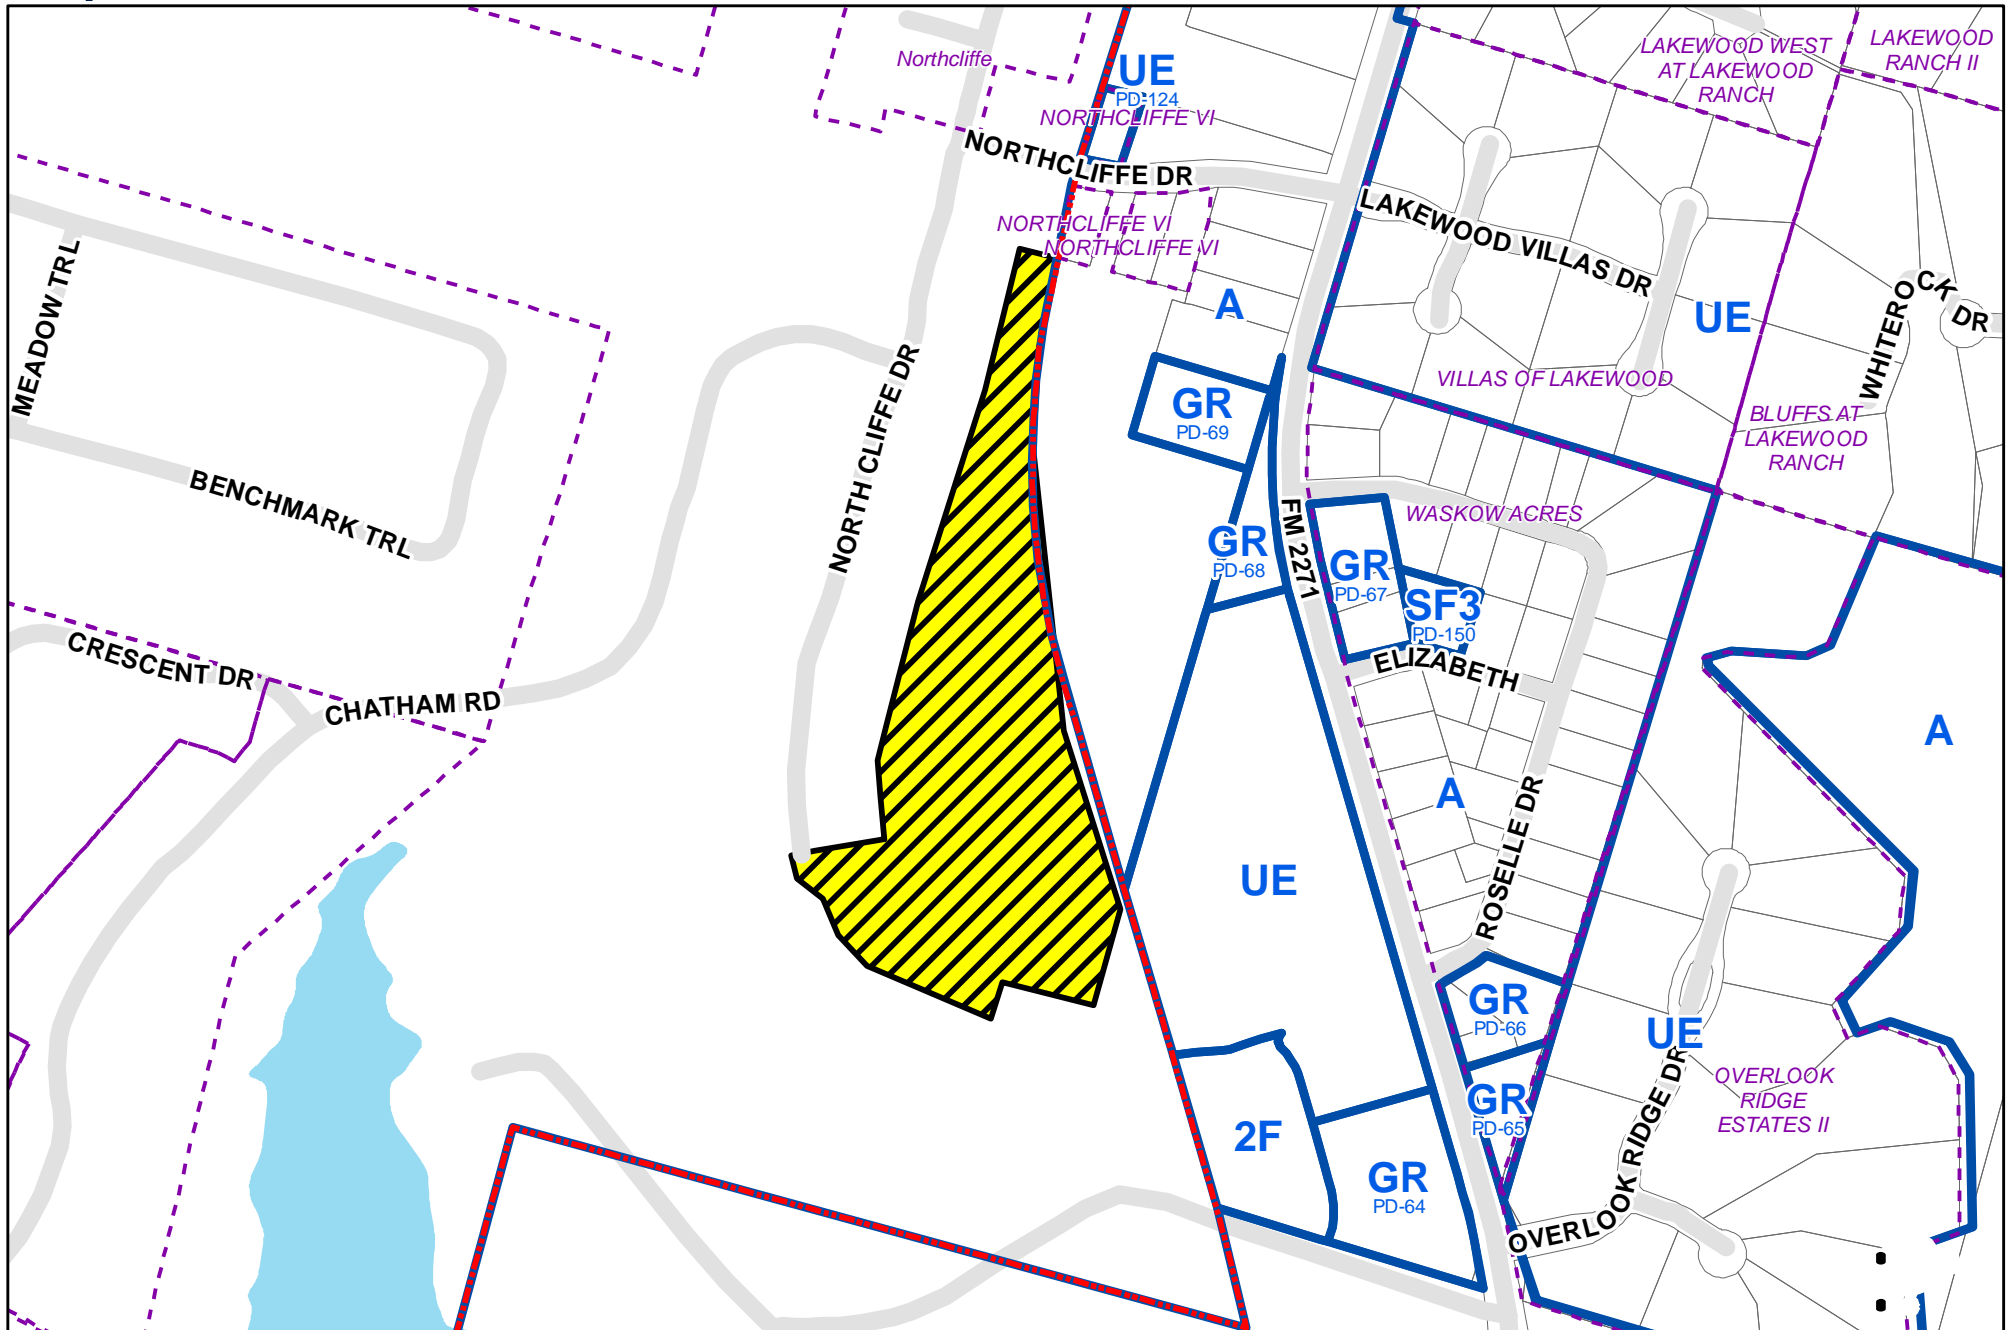 Northcliffe
UE
PD-124
NORTHCLIFFE VI
LAKEWOOD WEST
AT LAKEWOOD
RANCH
LAKEWOOD
RANCH II
NORTHCLIFFE DR
NORTHCLIFFE VI
NORTHCLIFFE VI
LAKEWOOD VILLAS DR
MEADOW TRL
A
UE
WHITEROCK DR
VILLAS OF LAKEWOOD
NORTH CLIFFE DR
GR
PD-69
BLUFFS AT
LAKEWOOD
RANCH
BENCHMARK TRL
WASKOW ACRES
FM 2271
GR
PD-68
GR
PD-67
SF3
PD-150
CRESCENT DR
ELIZABETH
CHATHAM RD
A
A
ROSELLE DR
UE
GR
PD-66
UE
GR
PD-65
OVERLOOK
RIDGE
ESTATES II
2F
GR
PD-64
OVERLOOK RIDGE DR